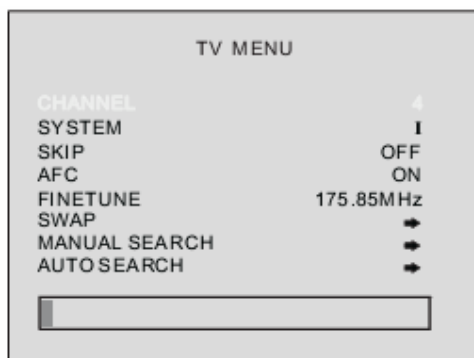 TV MENU
CHANNEL 4
SYSTEM I
SKIP OFF
AFC ON
FINETUNE 175.85MHz
SWAP ➡
MANUAL SEARCH ➡
AUTO SEARCH ➡